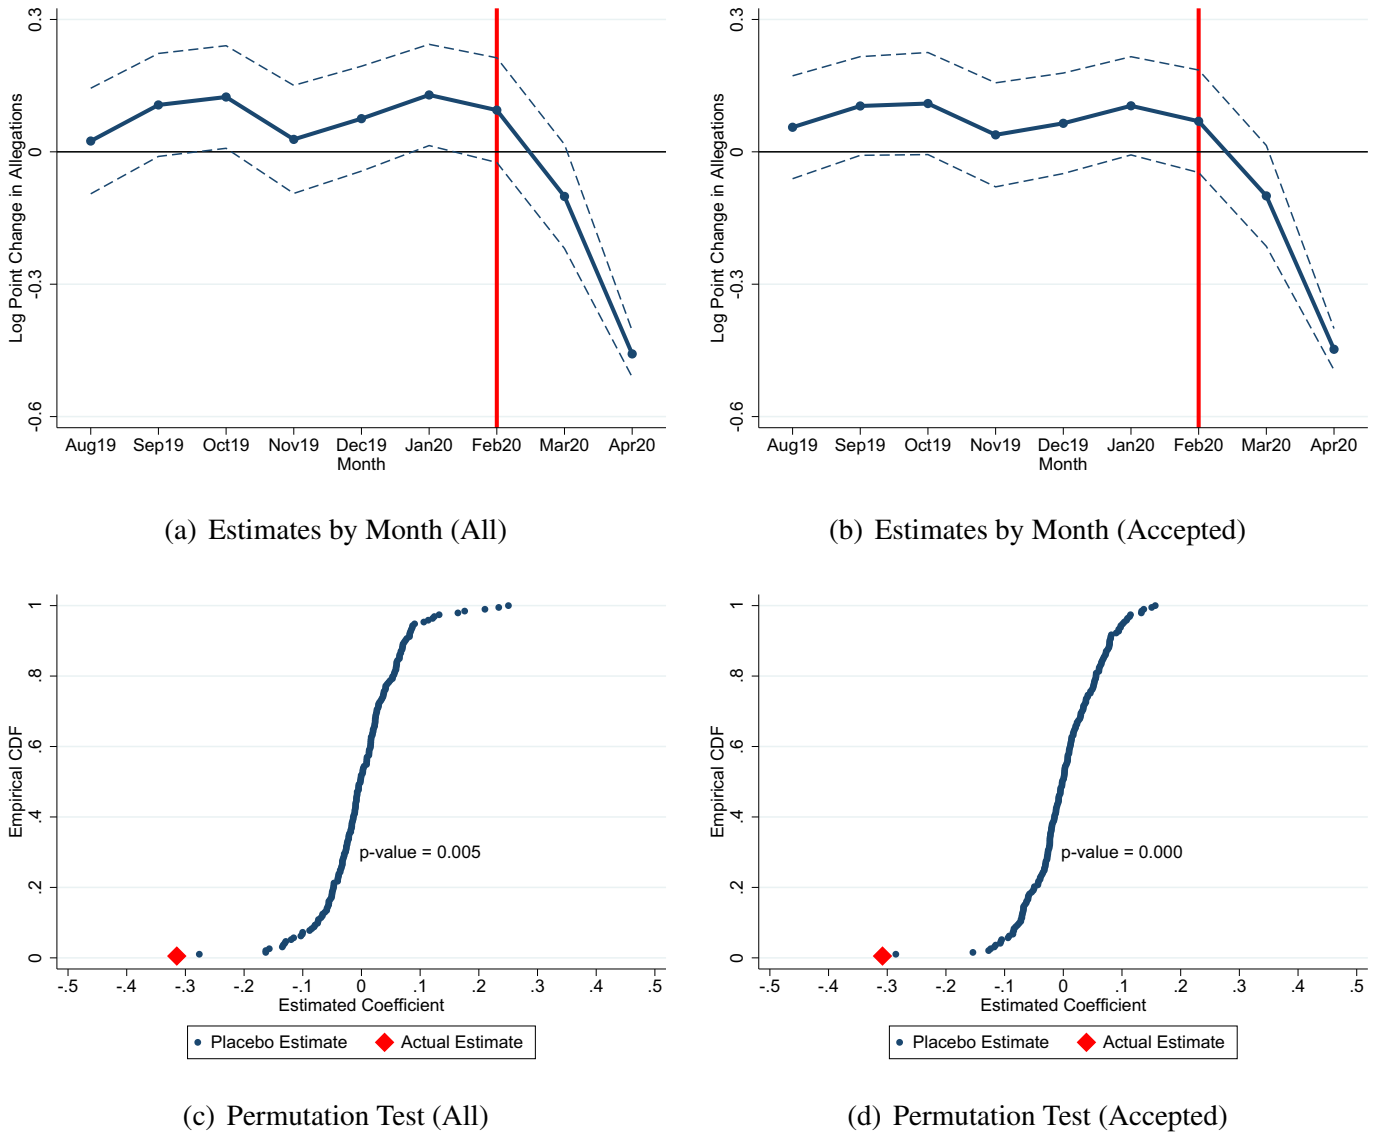 Log Point Change in Allegations
0.3
0
-0.3
-0.6
Aug19 Sep19 Oct19 Nov19 Dec19 Jan20 Feb20 Mar20 Apr20
Month
(a) Estimates by Month (All)
Log Point Change in Allegations
0.3
0
-0.3
-0.6
Aug19 Sep19 Oct19 Nov19 Dec19 Jan20 Feb20 Mar20 Apr20
Month
(b) Estimates by Month (Accepted)
Empirical CDF
1
.8
.6
.4
.2
0
p-value = 0.005
-.5 -.4 -.3 -.2 -.1 0 .1 .2 .3 .4 .5
Estimated Coefficient
Placebo Estimate Actual Estimate
(c) Permutation Test (All)
Empirical CDF
1
.8
.6
.4
.2
0
p-value = 0.000
-.5 -.4 -.3 -.2 -.1 0 .1 .2 .3 .4 .5
Estimated Coefficient
Placebo Estimate Actual Estimate
(d) Permutation Test (Accepted)